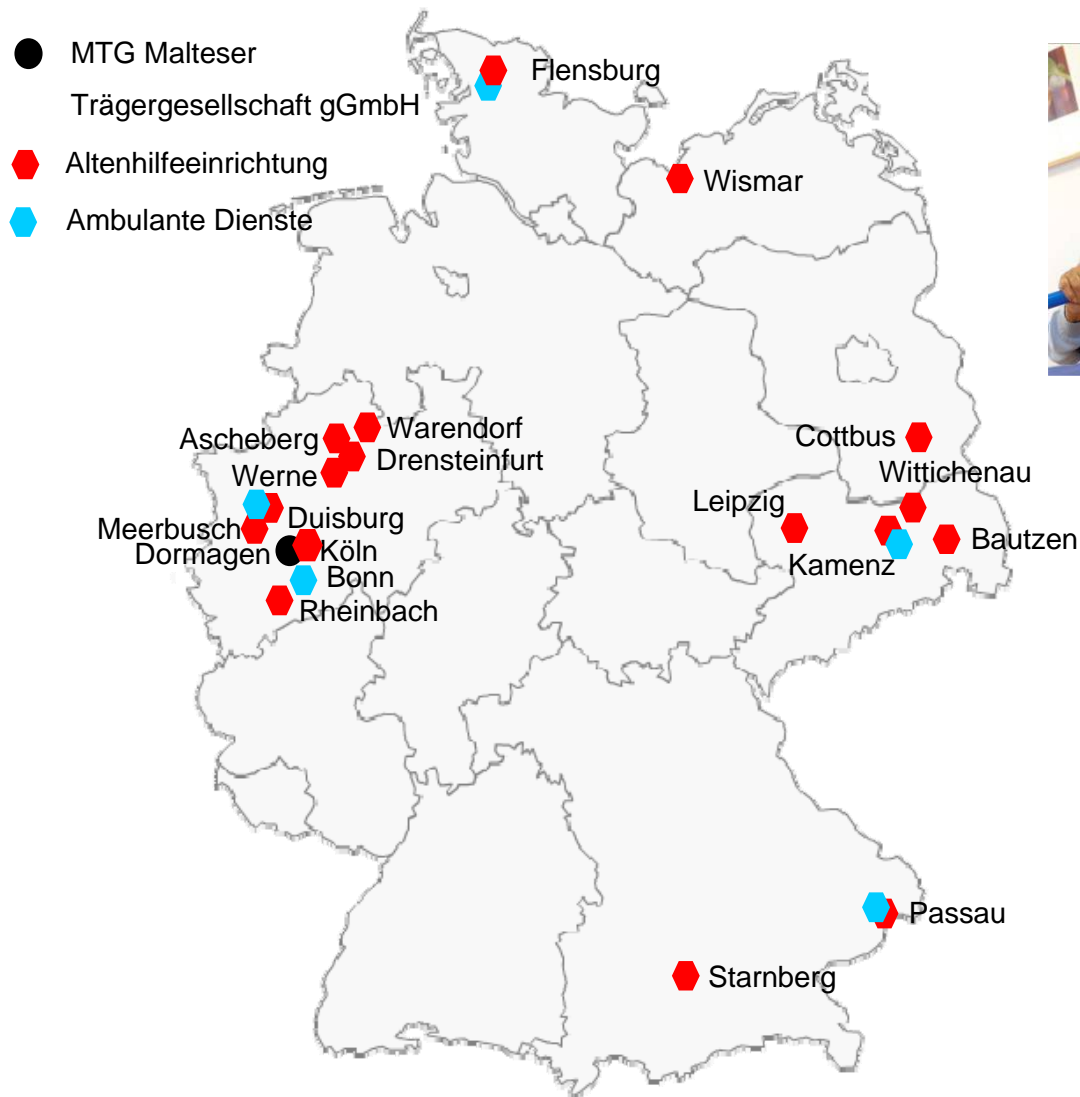 MTG Malteser
Trägergesellschaft gGmbH
Altenhilfeeinrichtung
Ambulante Dienste
Flensburg
Wismar
Ascheberg
Warendorf
Drensteinfurt
Werne
Duisburg
Meerbusch
Dormagen
Köln
Bonn
Rheinbach
Cottbus
Wittichenau
Leipzig
Kamenz
Bautzen
Passau
Starnberg